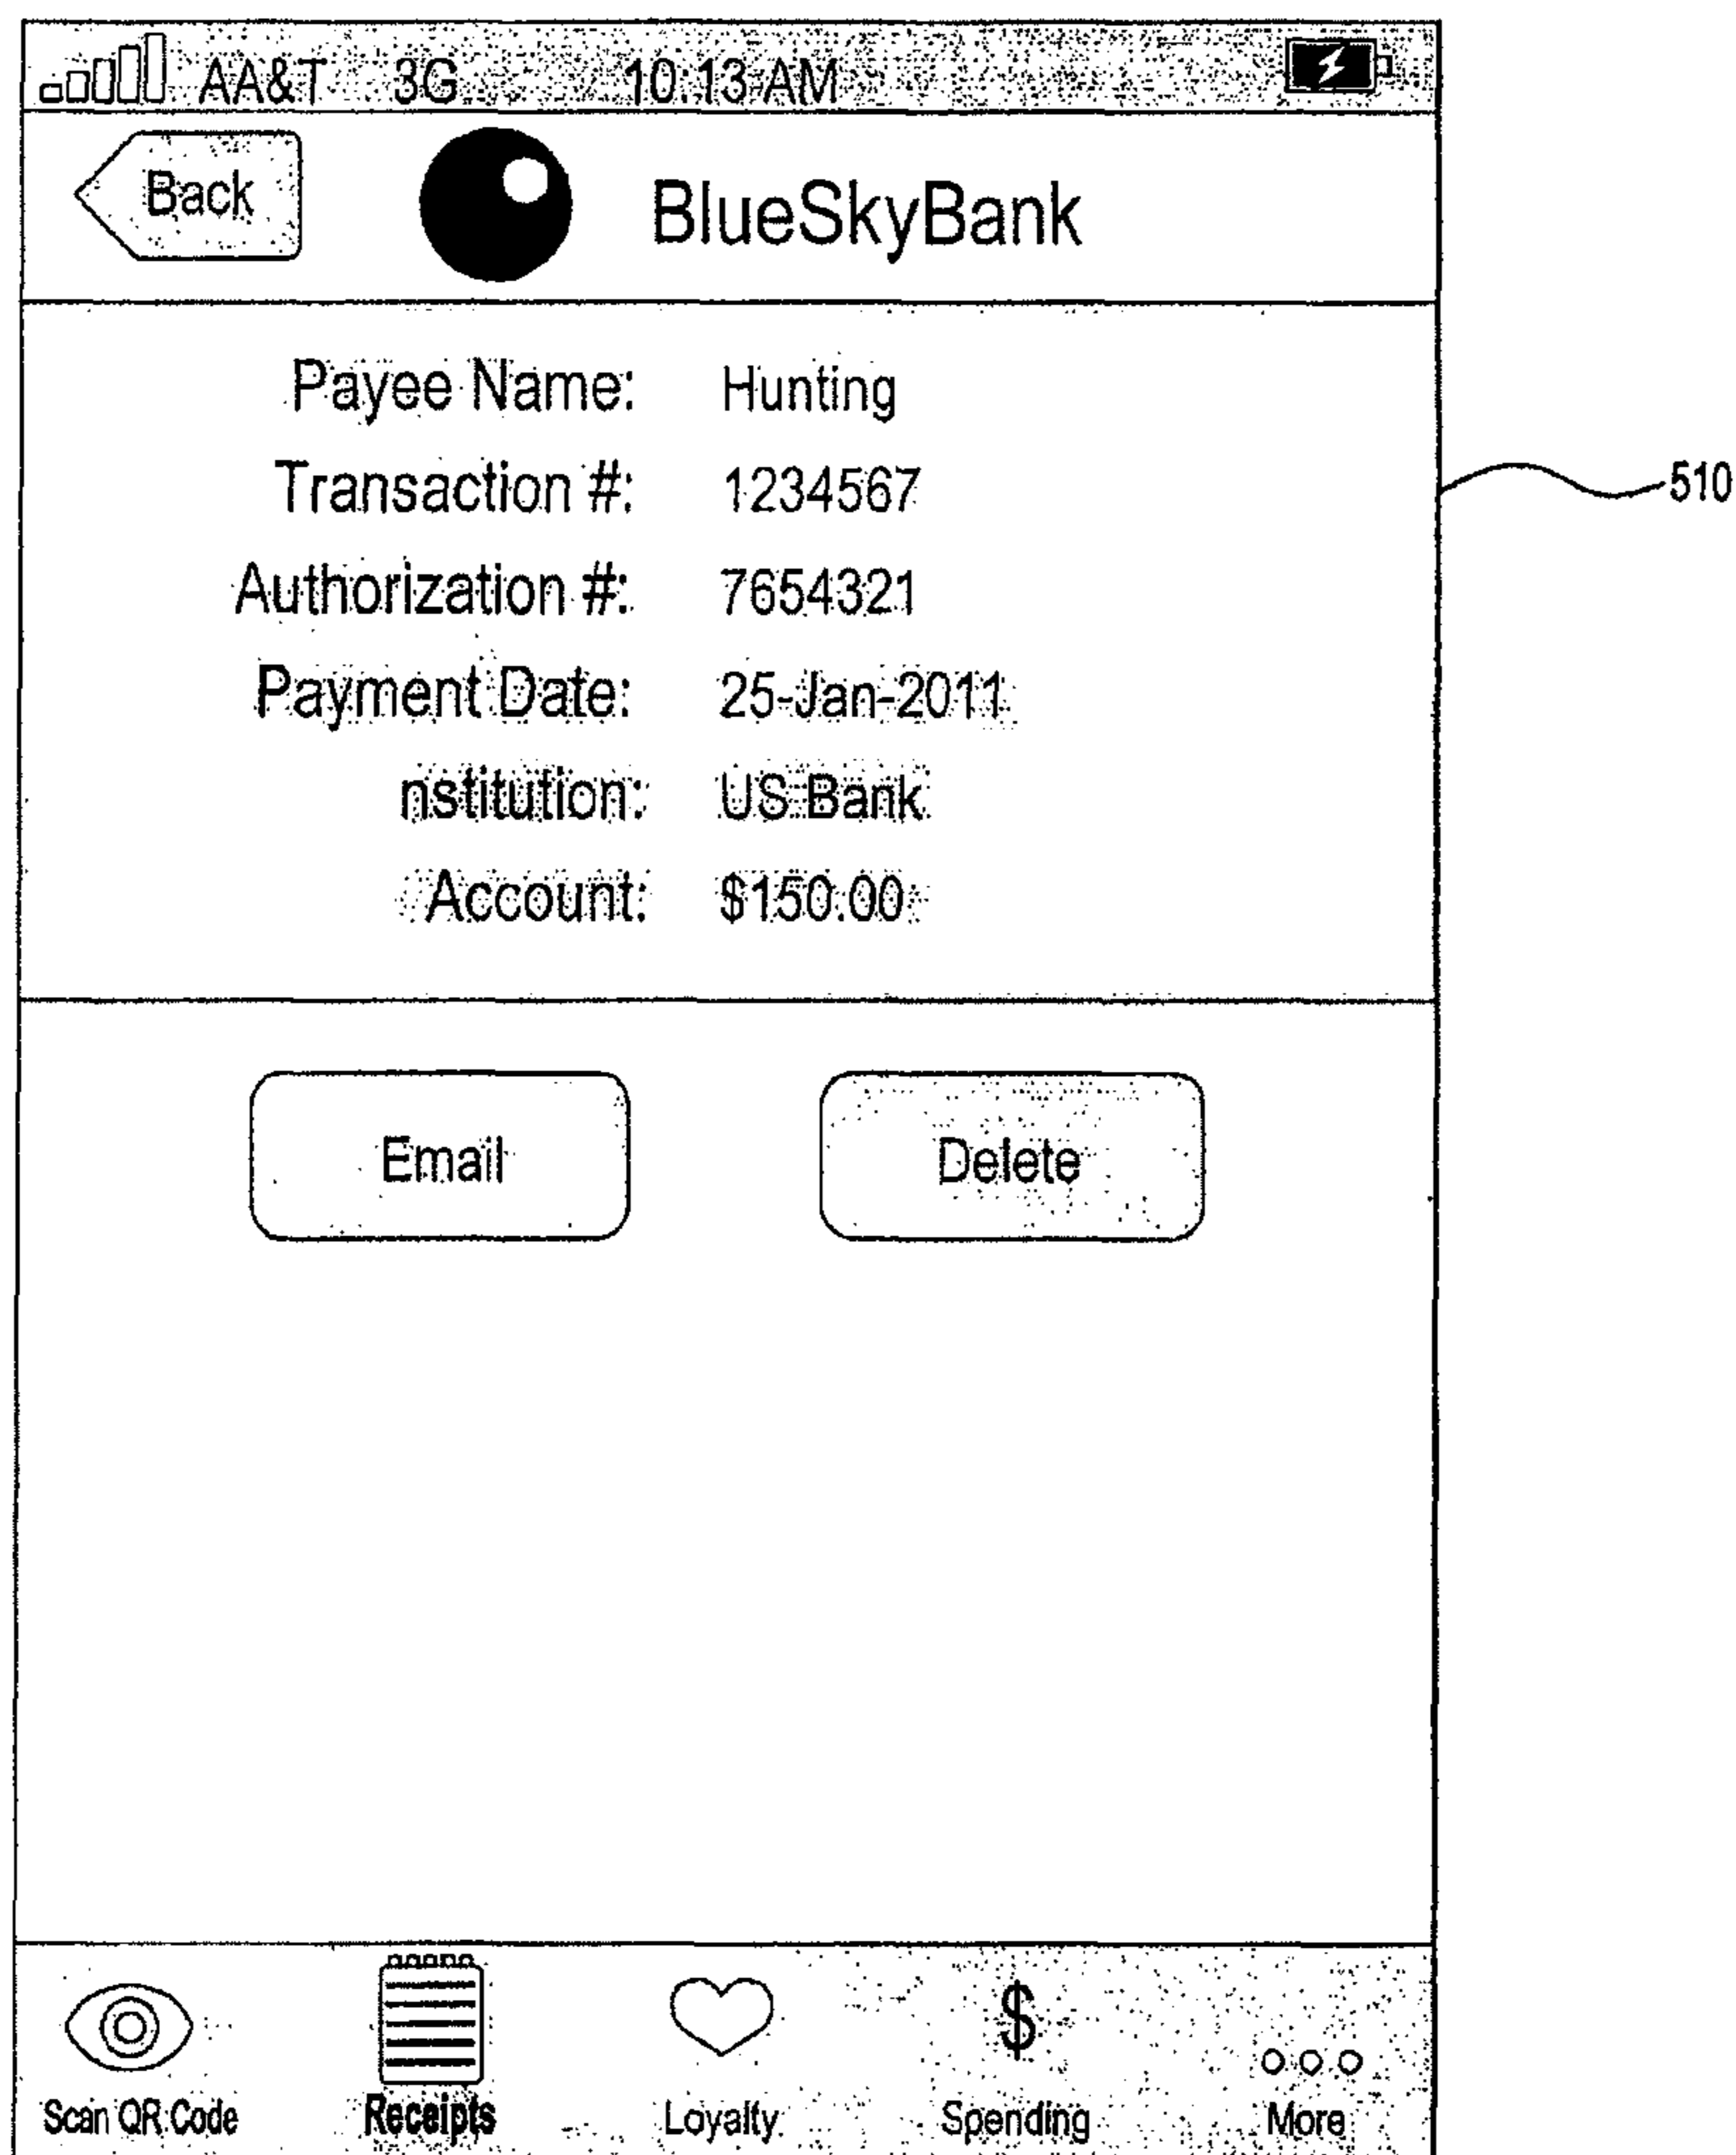 AA&T 3G 10:13 AM
Back BlueSkyBank
Payee Name: Hunting
Transaction #: 1234567
510
Authorization #: 7654321
Payment Date: 25-Jan-2011
nstitution: US Bank
Account: $150.00
Email Delete
$
Scan QR Code Receipts Loyalty Spending More